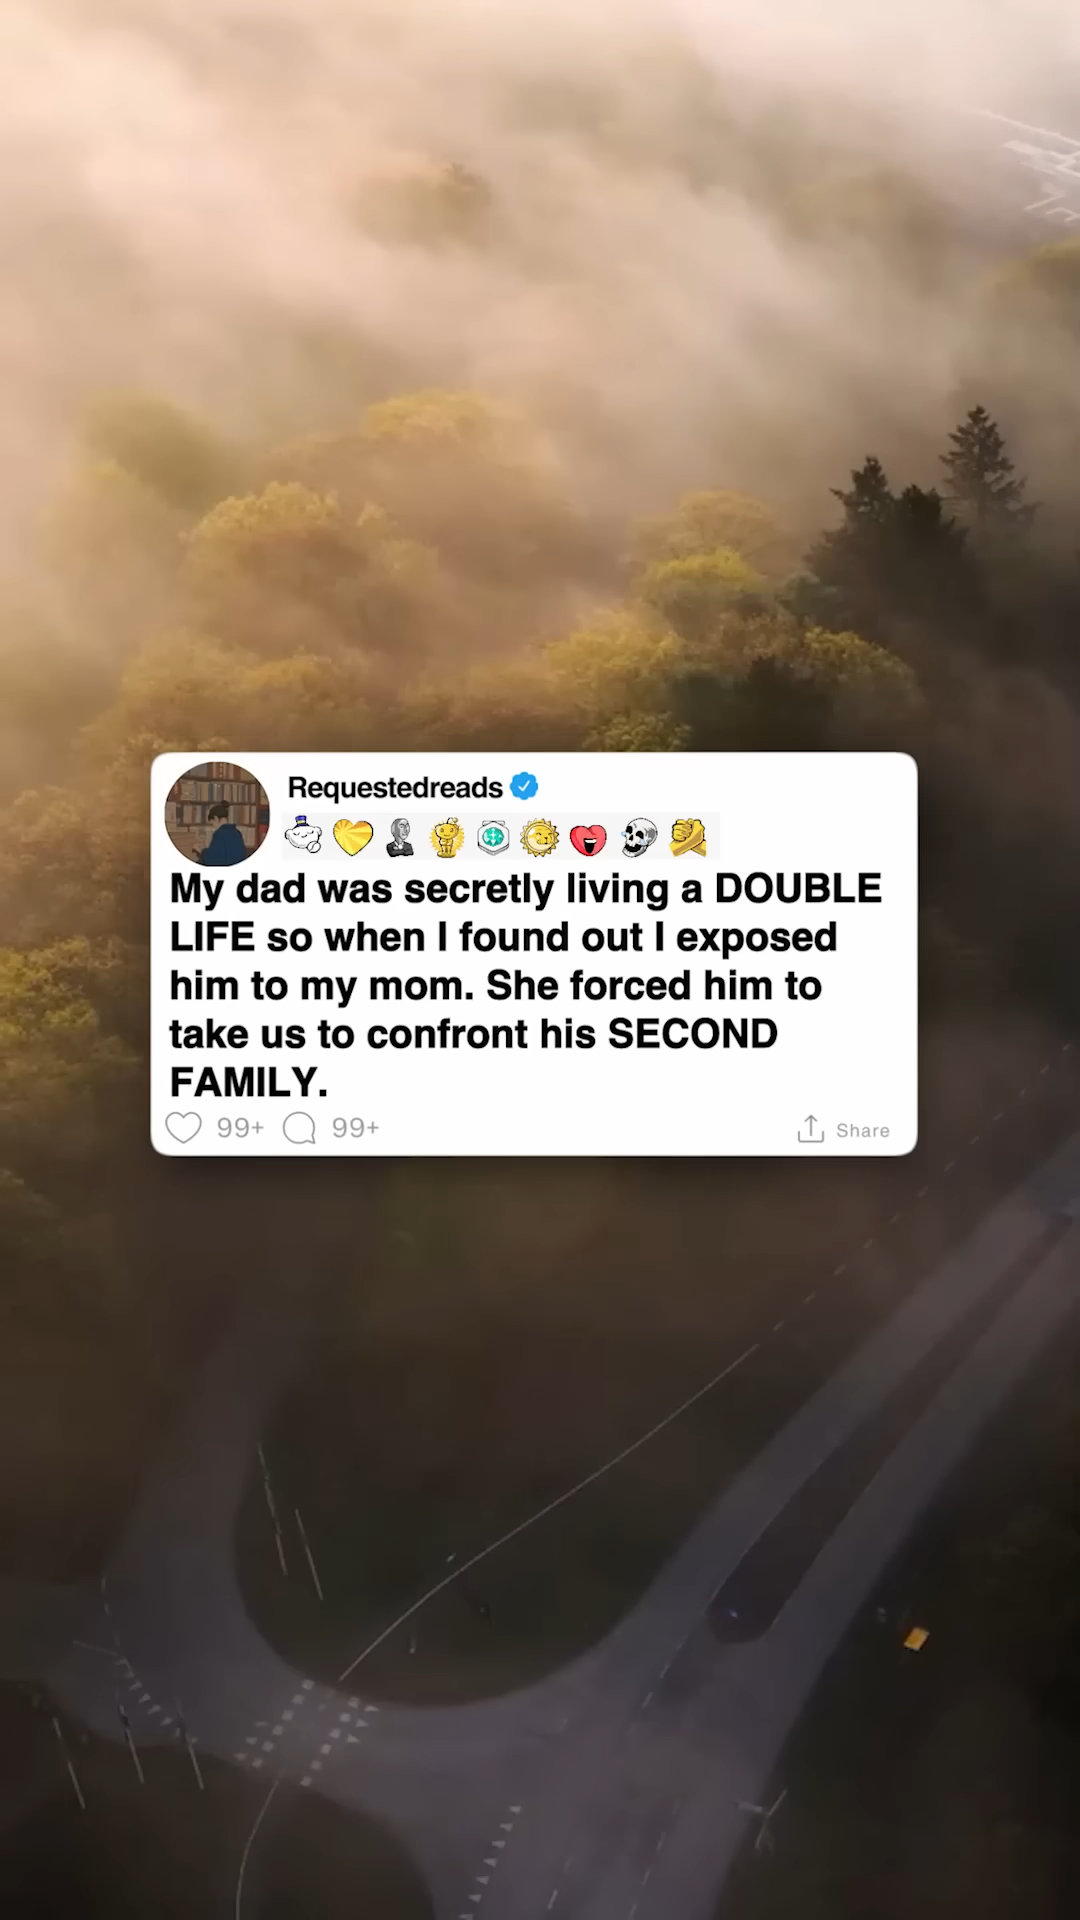 Requestedreads
My dad was secretly living a DOUBLE
LIFE so when I found out I exposed
him to my mom. She forced him to
take us to confront his SECOND
FAMILY.
99+ 99+ Share